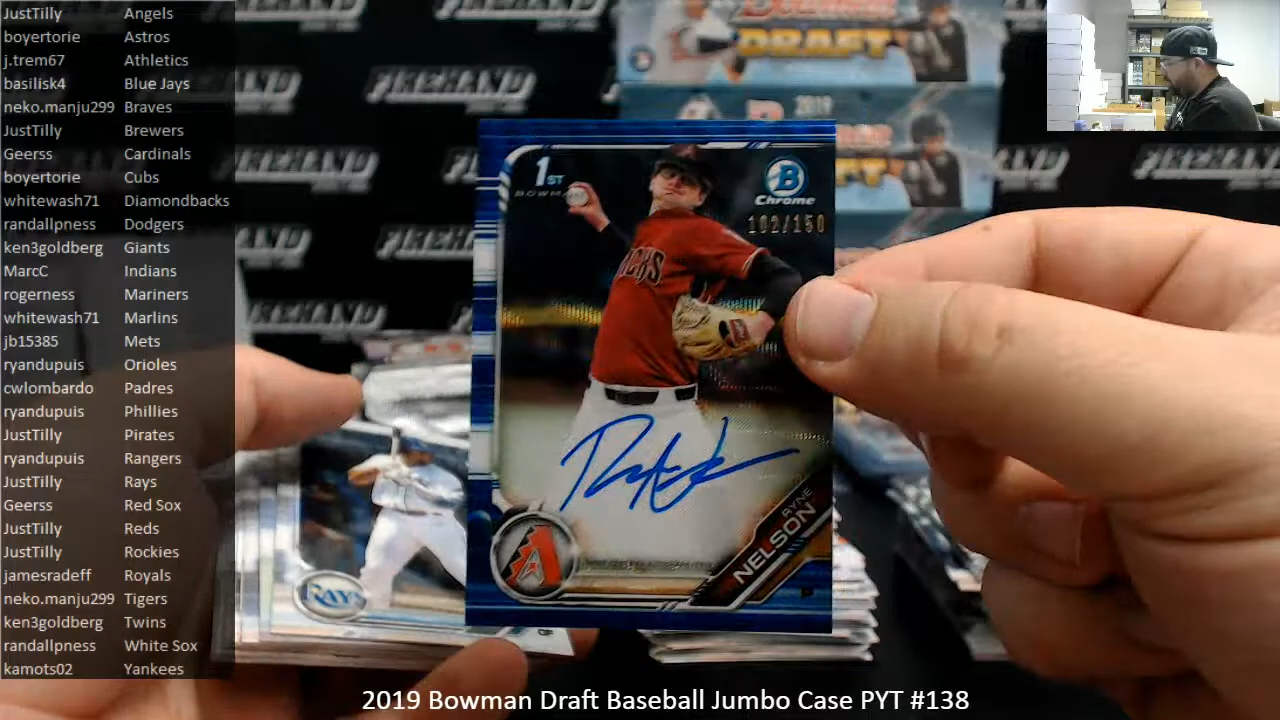 JustTilly Angels
boyertorie Astros
j.trem67 Athletics
basilisk4 Blue Jays
neko.manju299 Braves
JustTilly Brewers
Geerss Cardinals
boyertorie Cubs
whitewash71 Diamondbacks
randallpness Dodgers
ken3goldberg Giants
MarcC Indians
rogerness Mariners
whitewash71 Marlins
jb15385 Mets
ryandupuis Orioles
cwlombardo Padres
ryandupuis Phillies
JustTilly Pirates
ryandupuis Rangers
JustTilly Rays
Geerss Red Sox
JustTilly Reds
JustTilly Rockies
jamesradeff Royals
neko.manju299 Tigers
ken3goldberg Twins
randallpness White Sox
kamots02 Yankees
FIREHAND
DRAFT
2019
1ST
BOWMAN
B
Chrome
102/150
RYNE
NELSON
RAYS
2019 Bowman Draft Baseball Jumbo Case PYT #138